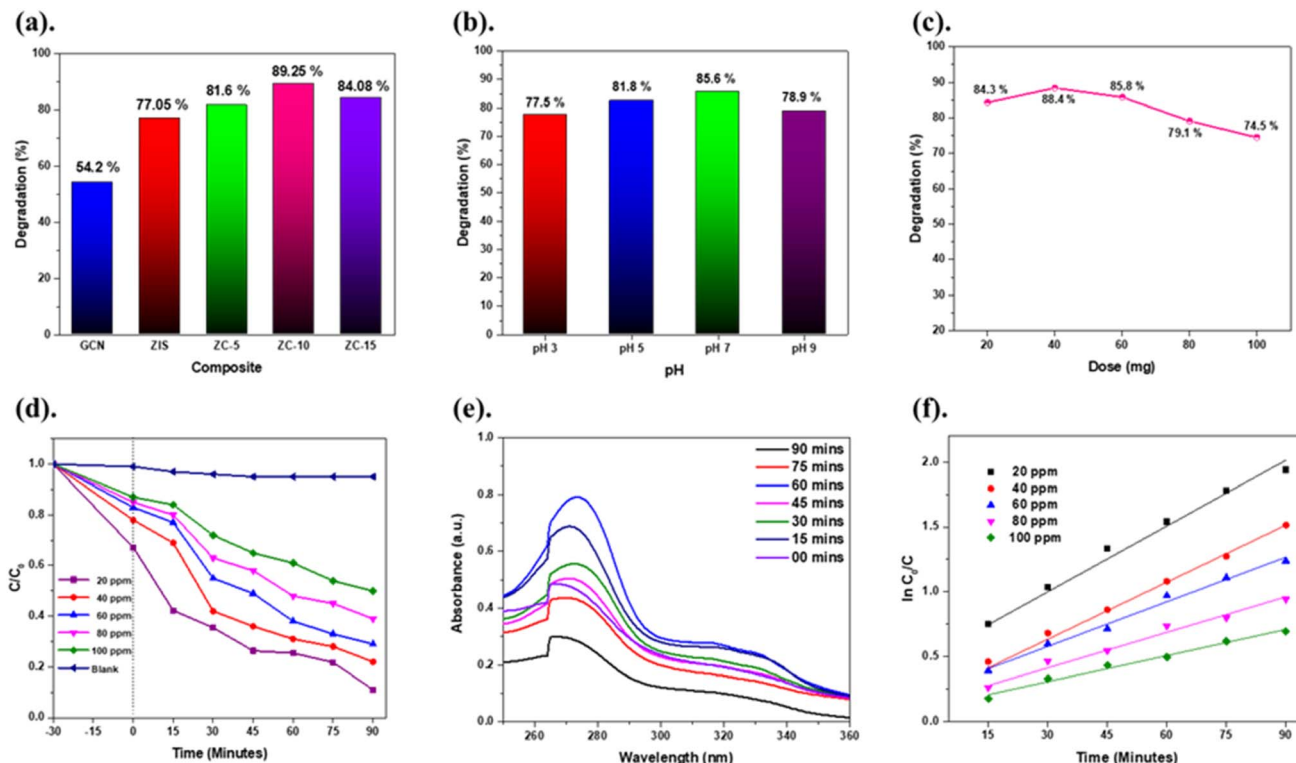 (a).
100
80
60
40
20
0
Degradation (%)
54.2 %
77.05 %
81.6 %
89.25 %
84.08 %
GCN ZIS ZC-5 ZC-10 ZC-15
Composite
(b).
100
90
80
70
60
50
40
30
20
10
0
Degradation (%)
77.5 %
81.8 %
85.6 %
78.9 %
pH 3 pH 5 pH 7 pH 9
pH
(c).
100
90
80
70
60
50
40
30
20
Degradation (%)
84.3 %
88.4 %
85.8 %
79.1 %
74.5 %
20 40 60 80 100
Dose (mg)
(d).
1.0
0.8
0.6
0.4
0.2
0.0
C/C₀
20 ppm
40 ppm
60 ppm
80 ppm
100 ppm
Blank
-30 -15 0 15 30 45 60 75 90
Time (Minutes)
(e).
1.0
0.8
0.6
0.4
0.2
0.0
Absorbance (a.u.)
90 mins
75 mins
60 mins
45 mins
30 mins
15 mins
00 mins
260 280 300 320 340 360
Wavelength (nm)
(f).
2.0
1.5
1.0
0.5
0.0
ln C₀/C
20 ppm
40 ppm
60 ppm
80 ppm
100 ppm
15 30 45 60 75 90
Time (Minutes)